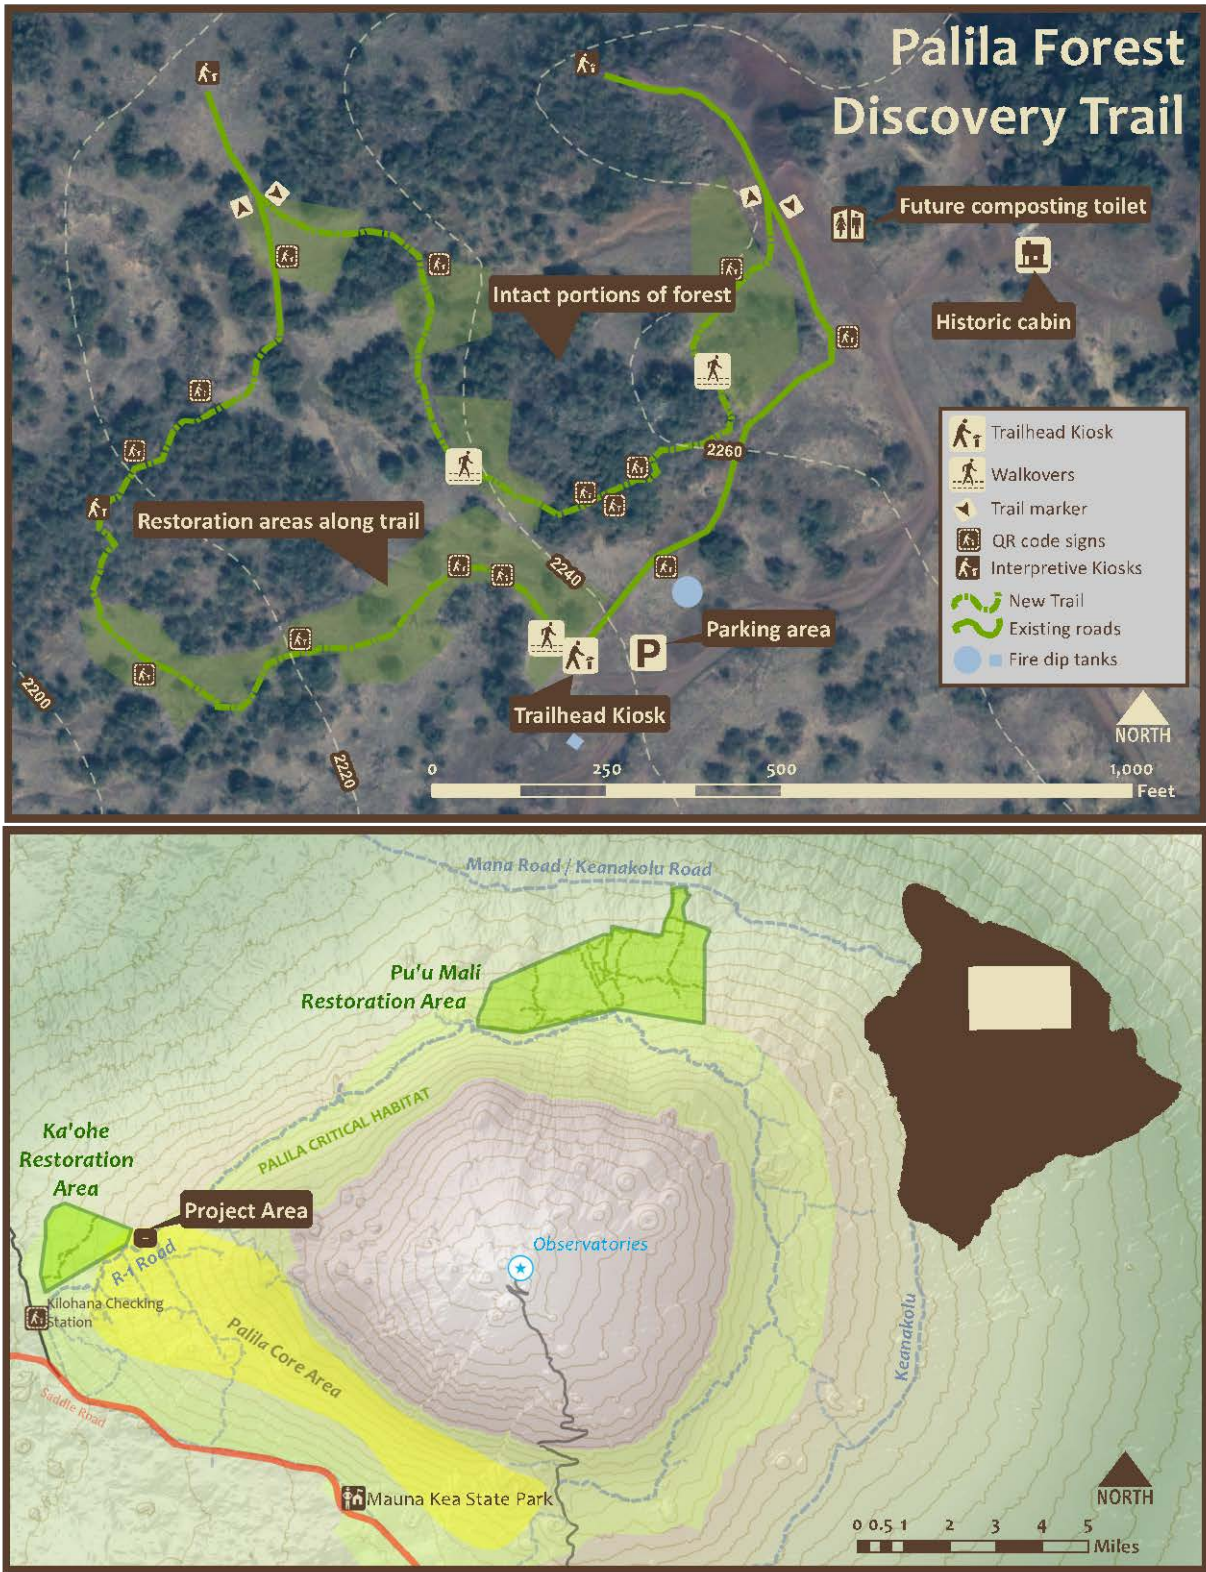 Palila Forest
Discovery Trail
Future composting toilet
Intact portions of forest
Historic cabin
2260
Restoration areas along trail
2240
Parking area
P
Trailhead Kiosk
2200
2220
Trailhead Kiosk
Walkovers
Trail marker
QR code signs
Interpretive Kiosks
New Trail
Existing roads
Fire dip tanks
NORTH
0 250 500 1,000
Feet
Mana Road / Keanakolu Road
Pu'u Mali
Restoration Area
PALILA CRITICAL HABITAT
Ka'ohe
Restoration
Area
Project Area
R-1 Road
Observatories
Kilohana Checking
Station
Palila Core Area
Keanakolu
Saddle Road
Mauna Kea State Park
NORTH
0 0.5 1 2 3 4 5
Miles